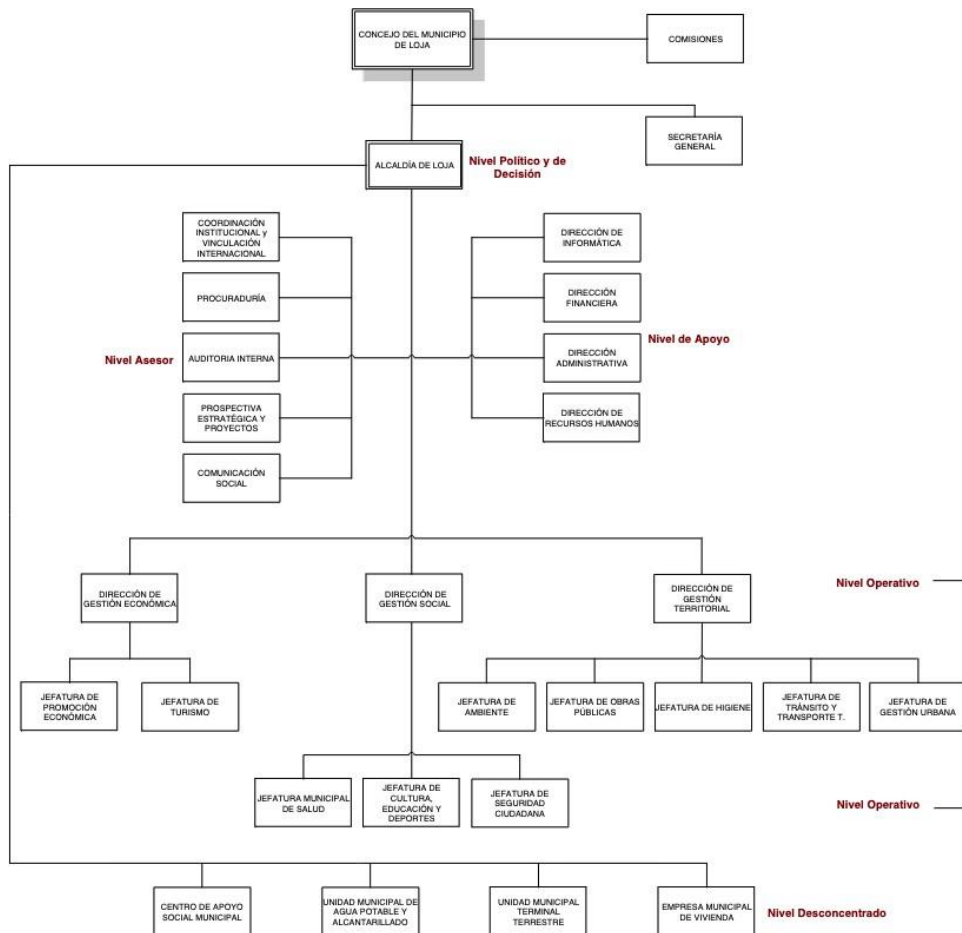 CONCEJO DEL MUNICIPIO
DE LOJA
COMISIONES
SECRETARÍA
GENERAL
ALCALDÍA DE LOJA
Nivel Político y de
Decisión
COORDINACIÓN
INSTITUCIONAL y
VINCULACIÓN
INTERNACIONAL
DIRECCIÓN DE
INFORMÁTICA
PROCURADURÍA
DIRECCIÓN
FINANCIERA
Nivel Asesor
AUDITORIA INTERNA
DIRECCIÓN
ADMINISTRATIVA
Nivel de Apoyo
PROSPECTIVA
ESTRATÉGICA Y
PROYECTOS
DIRECCIÓN DE
RECURSOS HUMANOS
COMUNICACIÓN
SOCIAL
DIRECCIÓN DE
GESTIÓN ECONÓMICA
DIRECCIÓN DE
GESTIÓN SOCIAL
DIRECCIÓN DE
GESTIÓN
TERRITORIAL
Nivel Operativo
JEFATURA DE
PROMOCIÓN
ECONÓMICA
JEFATURA DE
TURISMO
JEFATURA DE
AMBIENTE
JEFATURA DE OBRAS
PÚBLICAS
JEFATURA DE HIGIENE
JEFATURA DE
TRÁNSITO Y
TRANSPORTE T.
JEFATURA DE
GESTIÓN URBANA
JEFATURA MUNICIPAL
DE SALUD
JEFATURA DE
CULTURA,
EDUCACIÓN Y
DEPORTES
JEFATURA DE
SEGURIDAD
CIUDADANA
Nivel Operativo
CENTRO DE APOYO
SOCIAL MUNICIPAL
UNIDAD MUNICIPAL DE
AGUA POTABLE Y
ALCANTARILLADO
UNIDAD MUNICIPAL
TERMINAL
TERRESTRE
EMPRESA MUNICIPAL
DE VIVIENDA
Nivel Desconcentrado